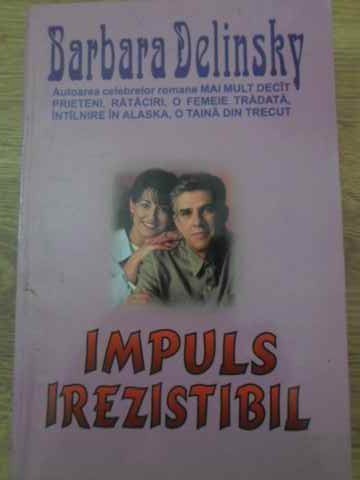 Barbara Delinsky
Autoarea celebrelor romane MAI MULT DECÎT
PRIETENI, RĂTĂCIRI, O FEMEIE TRĂDATĂ,
ÎNTÎLNIRE ÎN ALASKA, O TAINĂ DIN TRECUT
IMPULS
IREZISTIBIL